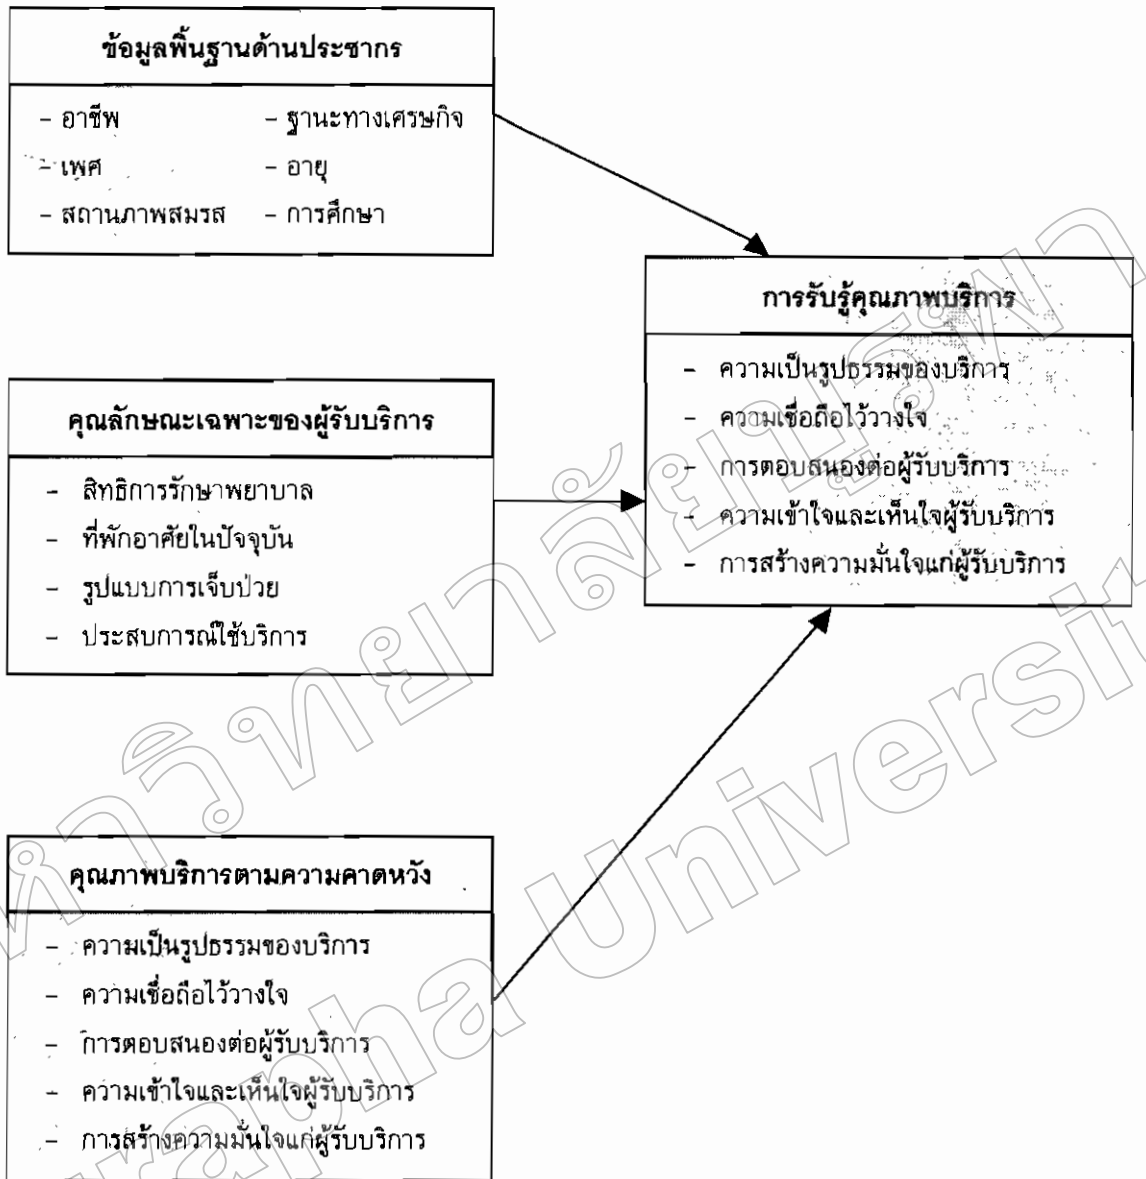 ข้อมูลพื้นฐานด้านประชากร
- อาชีพ - ฐานะทางเศรษกิจ
- เพศ - อายุ
- สถานภาพสมรส - การศึกษา
การรับรู้คุณภาพบริการ
- ความเป็นรูปธรรมของบริการ
- ความเชื่อถือไว้วางใจ
- การตอบสนองต่อผู้รับบริการ
- ความเข้าใจและเห็นใจผู้รับบริการ
- การสร้างความมั่นใจแก่ผู้รับบริการ
คุณลักษณะเฉพาะของผู้รับบริการ
- สิทธิการรักษาพยาบาล
- ที่พักอาศัยในปัจจุบัน
- รูปแบบการเจ็บป่วย
- ประสบการณ์ใช้บริการ
คุณภาพบริการตามความคาดหวัง
- ความเป็นรูปธรรมของบริการ
- ความเชื่อถือไว้วางใจ
- การตอบสนองต่อผู้รับบริการ
- ความเข้าใจและเห็นใจผู้รับบริการ
- การสร้างความมั่นใจแก่ผู้รับบริการ
หาวิทยาลัยบูรพา
urapha Universit